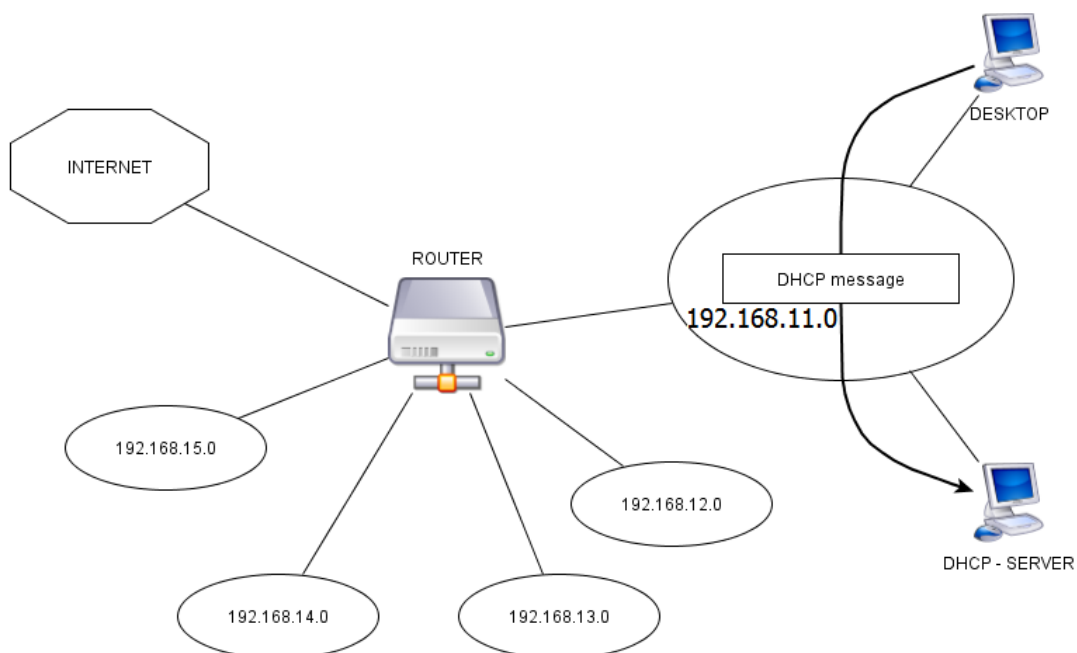 DESKTOP
INTERNET
ROUTER
DHCP message
192.168.11.0
192.168.15.0
192.168.12.0
DHCP - SERVER
192.168.14.0
192.168.13.0